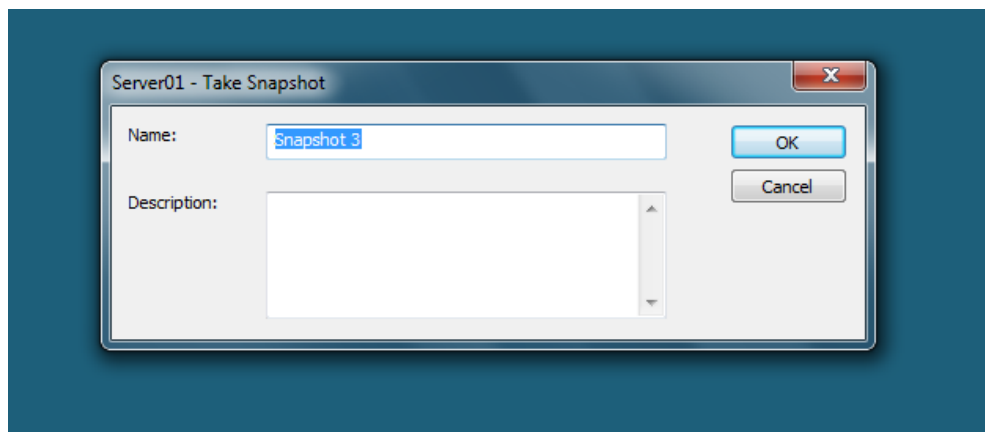 Server01 - Take Snapshot
Name:
Snapshot 3
OK
Cancel
Description: